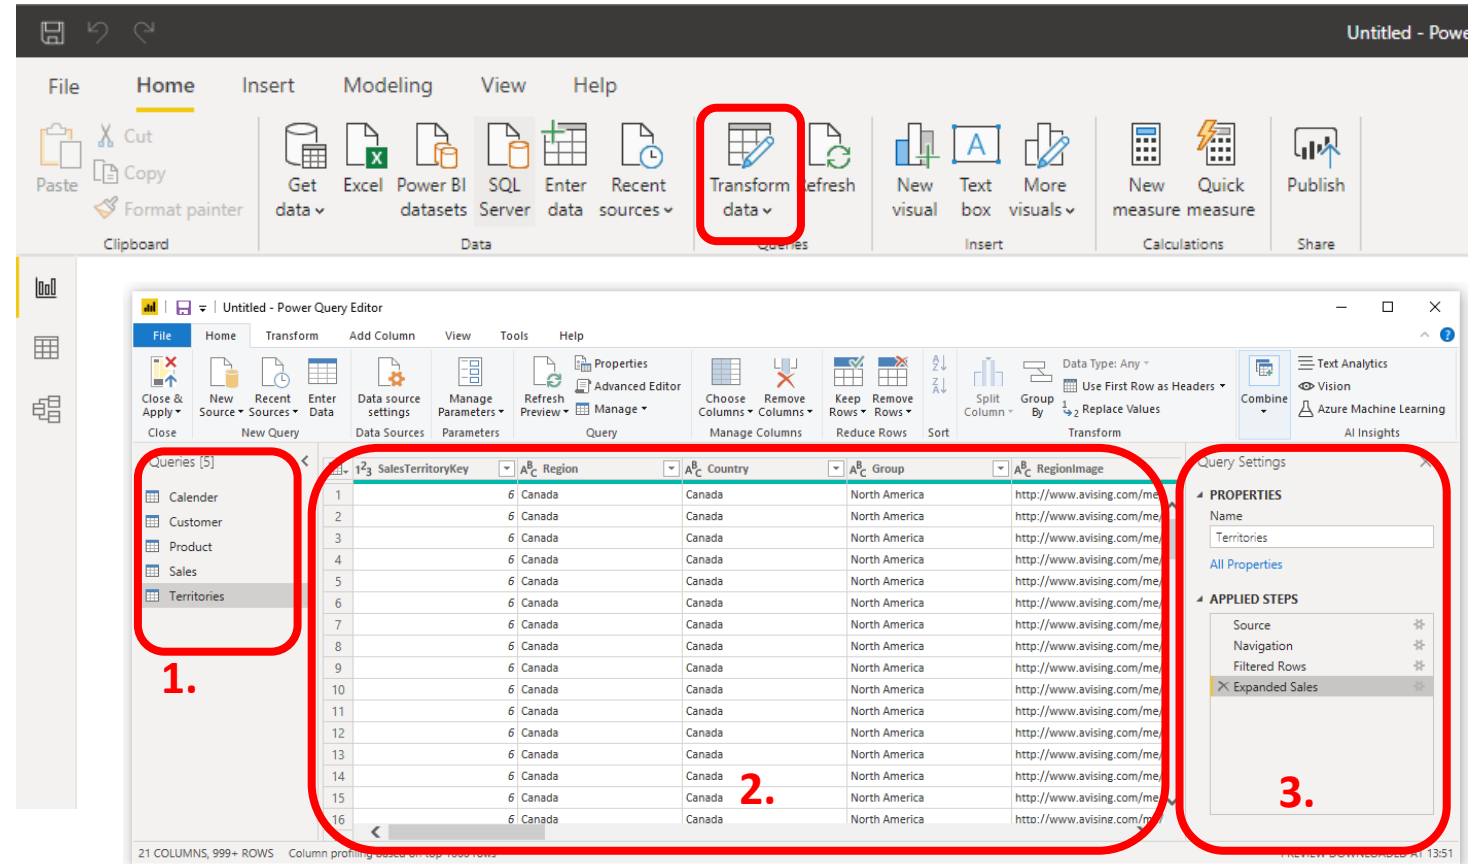 Untitled - Powe
File Home Insert Modeling View Help
Paste
Cut
Copy
Format painter
Clipboard
Get data
Excel
Power BI datasets
SQL Server
Enter data
Recent sources
Data
Transform data
Refresh
Queries
New visual
Text box
More visuals
Insert
New measure
Quick measure
Calculations
Publish
Share
Untitled - Power Query Editor
File Home Transform Add Column View Tools Help
Close & Apply
Close
New Source
Recent Sources
Enter Data
New Query
Data source settings
Data Sources
Manage Parameters
Parameters
Refresh Preview
Properties
Advanced Editor
Manage
Query
Choose Columns
Remove Columns
Manage Columns
Keep Rows
Remove Rows
Reduce Rows
Sort
Split Column
Group By
Data Type: Any
Use First Row as Headers
Replace Values
Transform
Combine
Text Analytics
Vision
Azure Machine Learning
AI Insights
Queries [5]
Calender
Customer
Product
Sales
Territories
1.
SalesTerritoryKey Region Country Group RegionImage
1 6 Canada Canada North America http://www.avising.com/me/
2 6 Canada Canada North America http://www.avising.com/me/
3 6 Canada Canada North America http://www.avising.com/me/
4 6 Canada Canada North America http://www.avising.com/me/
5 6 Canada Canada North America http://www.avising.com/me/
6 6 Canada Canada North America http://www.avising.com/me/
7 6 Canada Canada North America http://www.avising.com/me/
8 6 Canada Canada North America http://www.avising.com/me/
9 6 Canada Canada North America http://www.avising.com/me/
10 6 Canada Canada North America http://www.avising.com/me/
11 6 Canada Canada North America http://www.avising.com/me/
12 6 Canada Canada North America http://www.avising.com/me/
13 6 Canada Canada North America http://www.avising.com/me/
14 6 Canada Canada North America http://www.avising.com/me/
15 6 Canada Canada North America http://www.avising.com/me/
16 6 Canada Canada North America http://www.avising.com/me/
2.
Query Settings
PROPERTIES
Name
Territories
All Properties
APPLIED STEPS
Source
Navigation
Filtered Rows
Expanded Sales
3.
21 COLUMNS, 999+ ROWS Column profiling based on top 1000 rows
PREVIEW DOWNLOADED AT 13:51